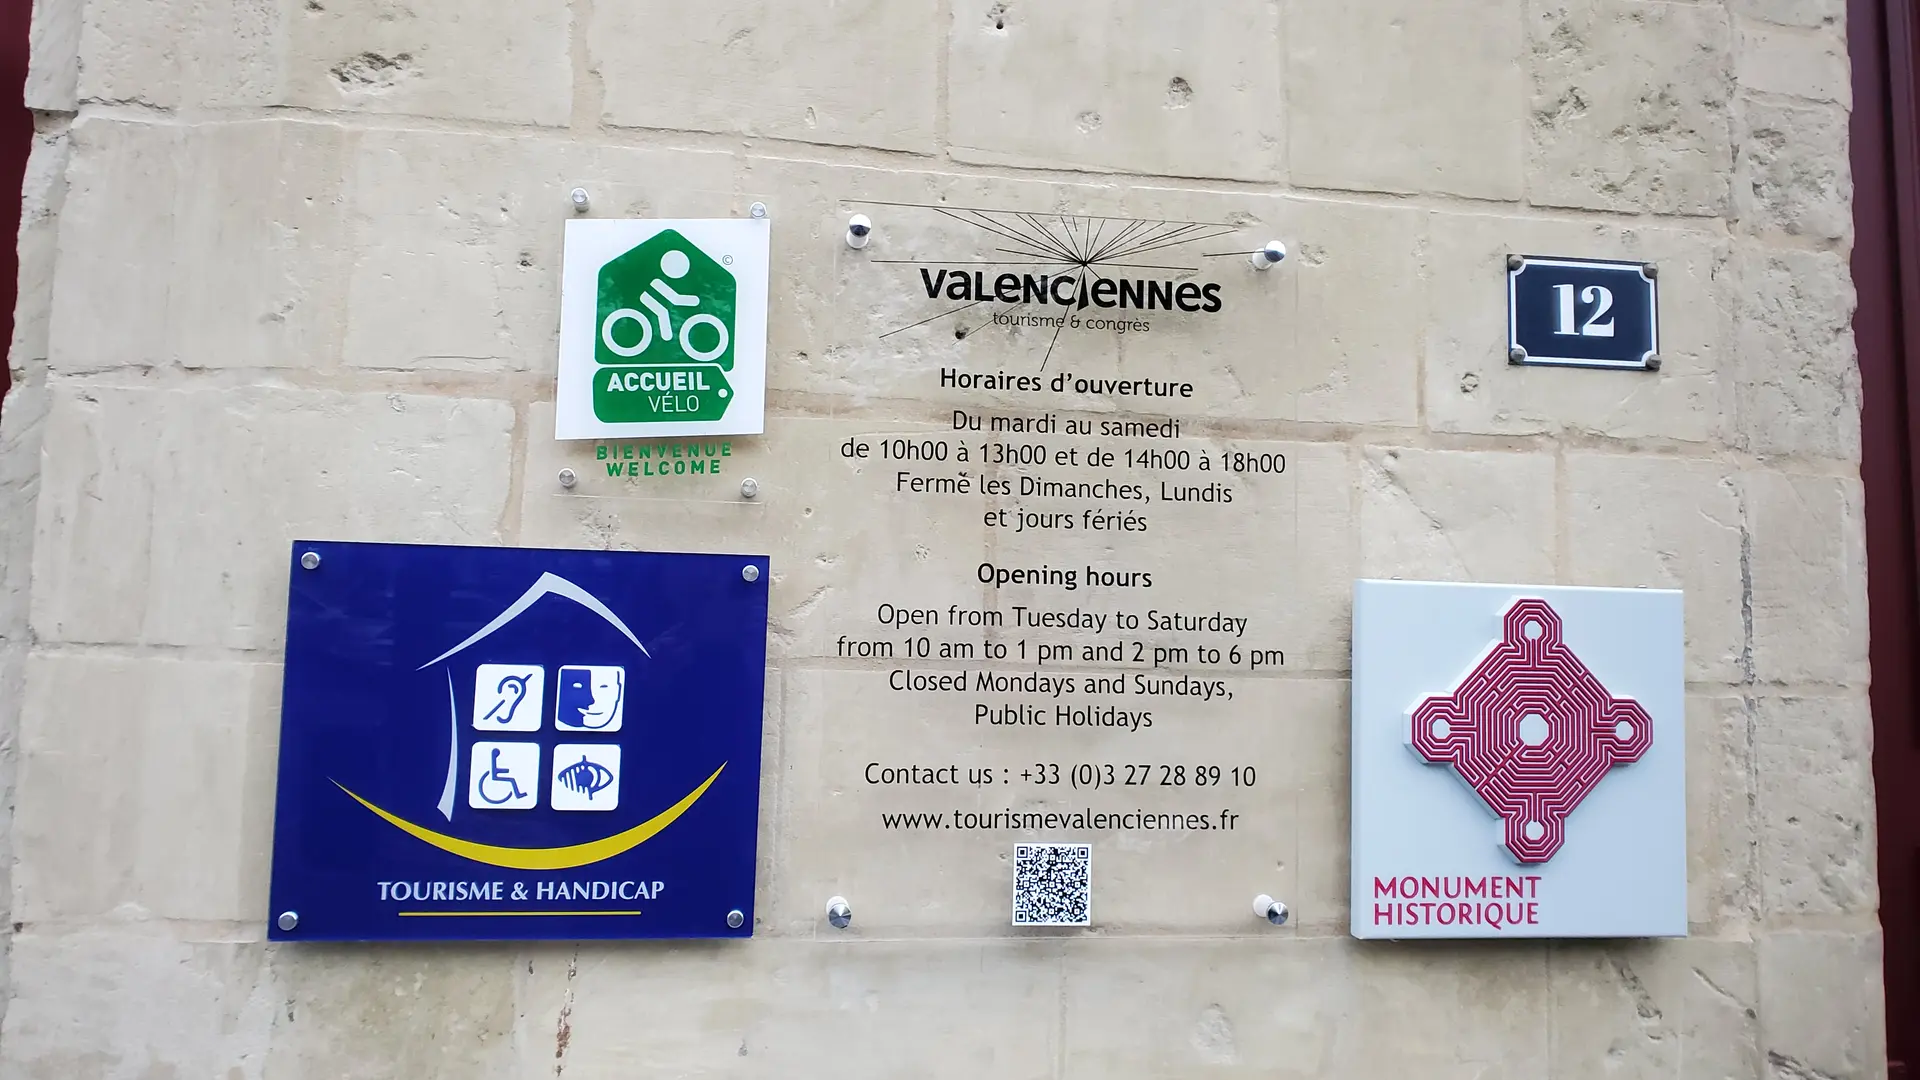 ©
ACCUEIL
VÉLO
BIENVENUE
WELCOME
valenciennes
tourisme & congrès
Horaires d'ouverture
Du mardi au samedi
de 10h00 à 13h00 et de 14h00 à 18h00
Fermé les Dimanches, Lundis
et jours fériés
Opening hours
Open from Tuesday to Saturday
from 10 am to 1 pm and 2 pm to 6 pm
Closed Mondays and Sundays,
Public Holidays
Contact us : +33 (0)3 27 28 89 10
www.tourismevalenciennes.fr
12
TOURISME & HANDICAP
MONUMENT
HISTORIQUE